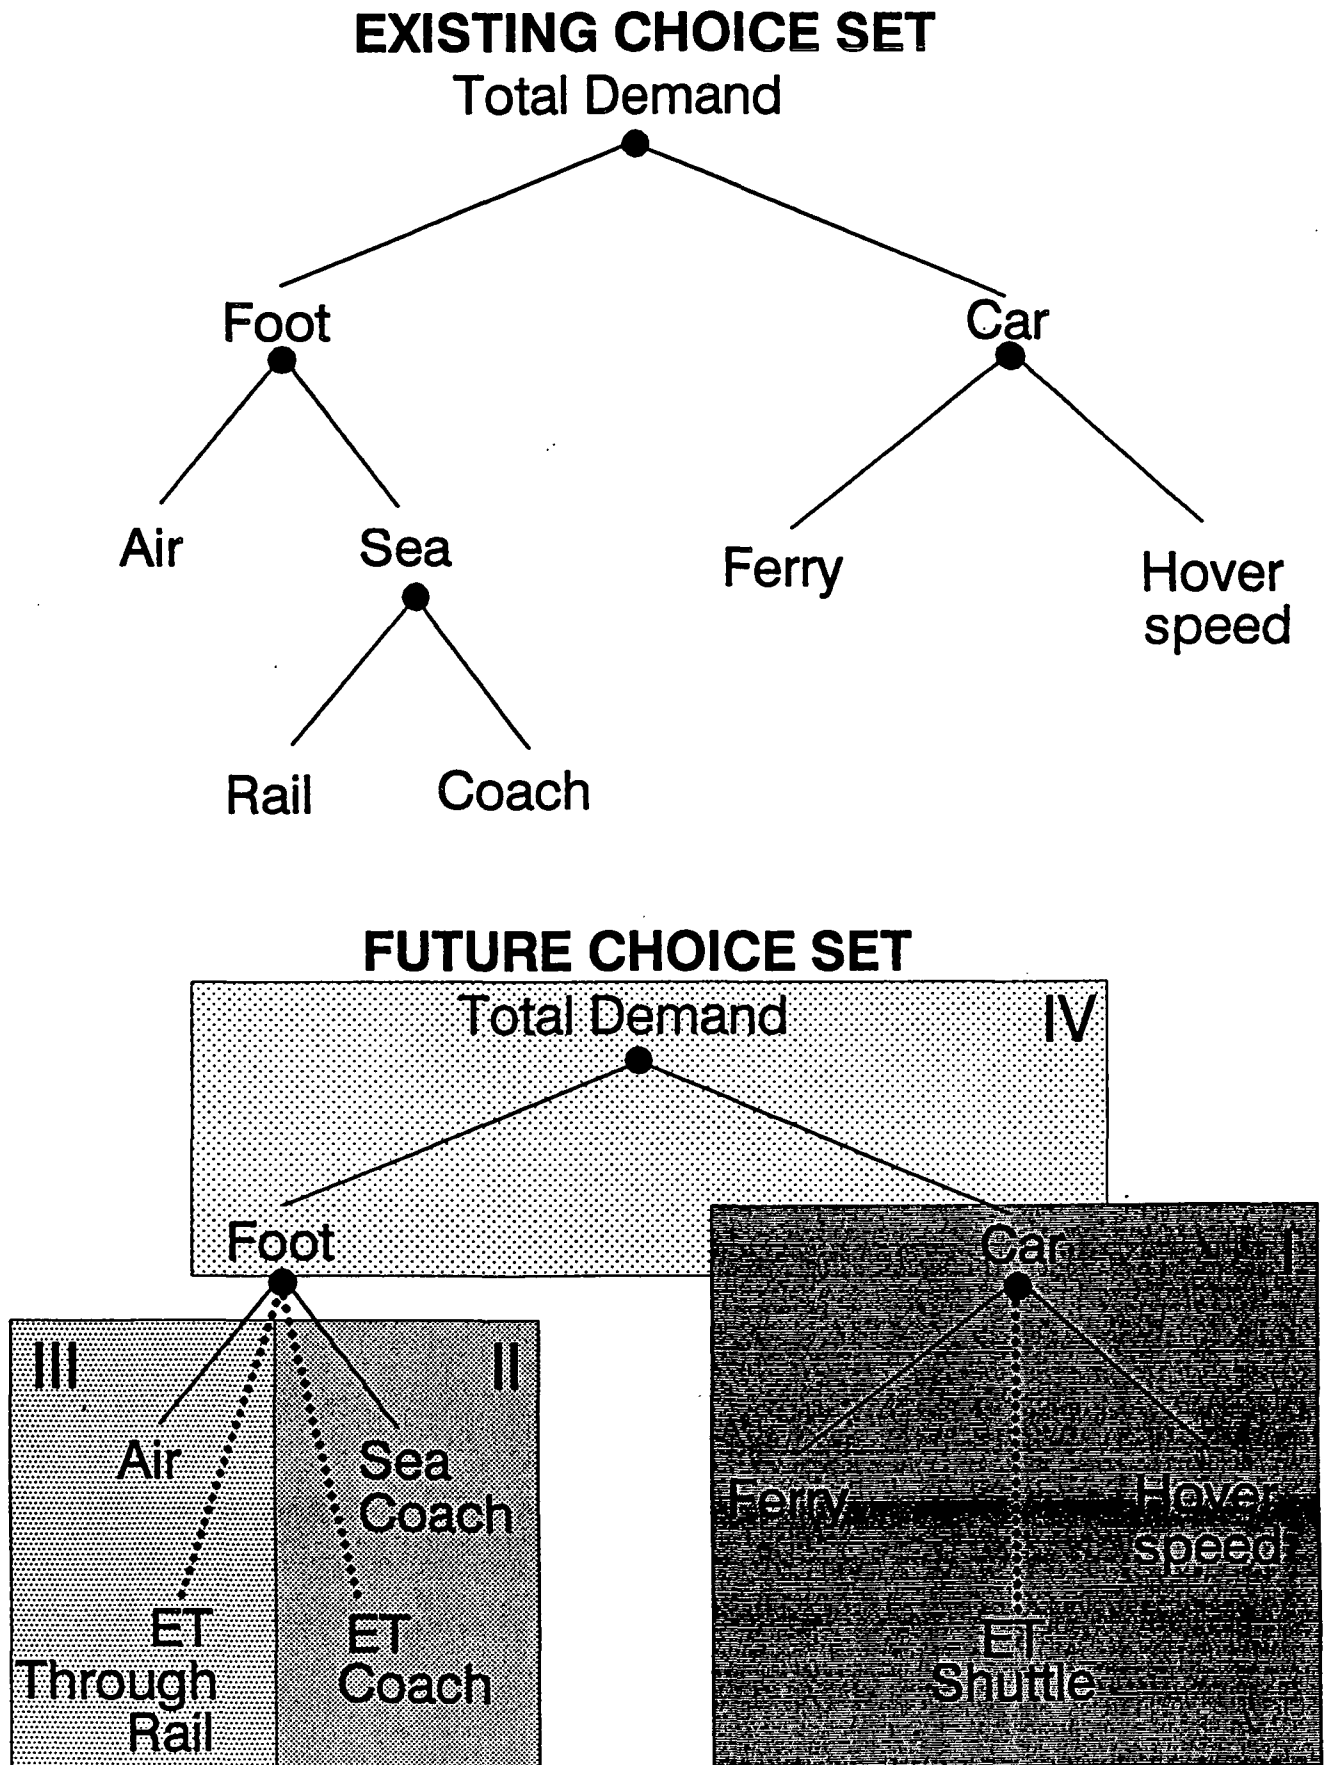 EXISTING CHOICE SET
Total Demand
Foot
Car
Air
Sea
Ferry
Hover
speed
Rail
Coach
FUTURE CHOICE SET
Total Demand
IV
Foot
Car
I
III
II
Air
Sea
Coach
Ferry
Hover
speed
ET
Through
Rail
ET
Coach
ET
Shuttle